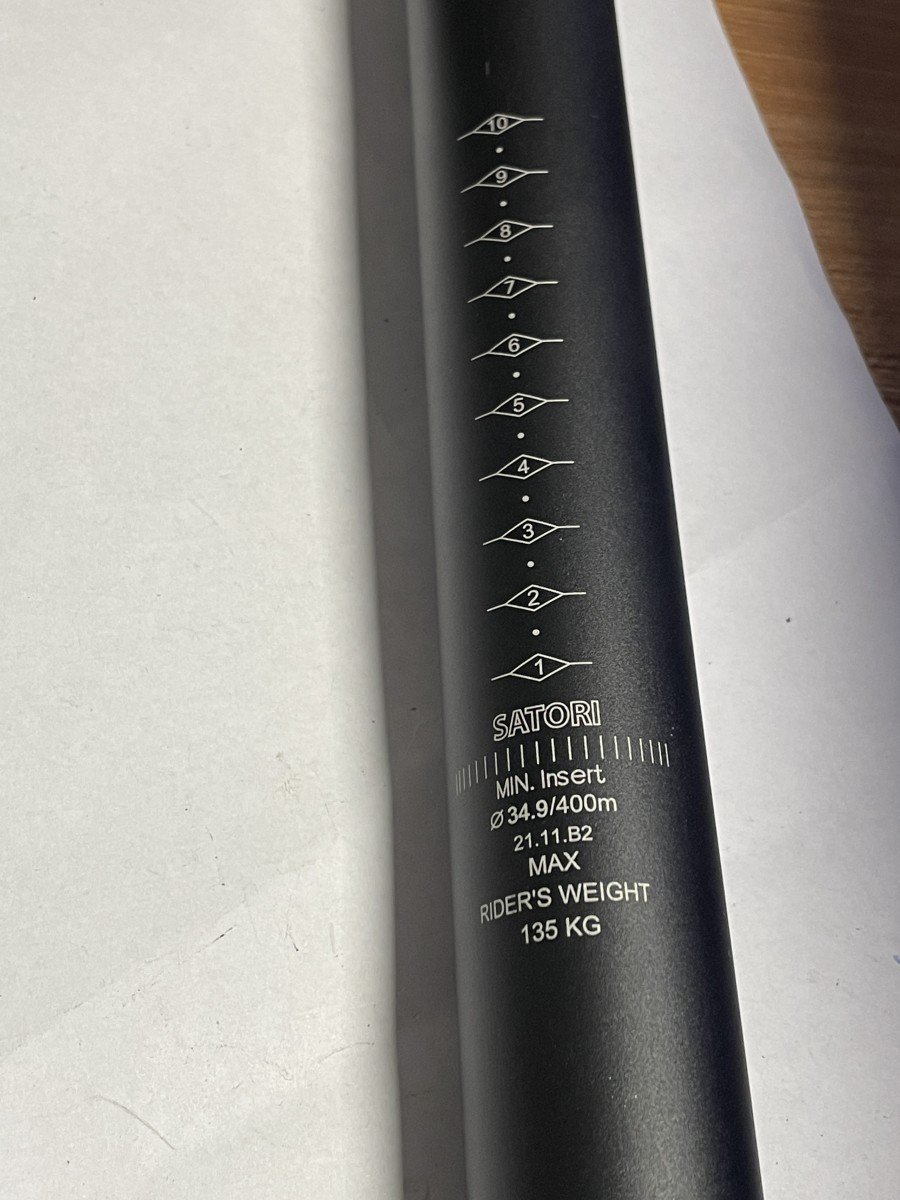 10
9
8
7
6
5
4
3
2
1
SATORI
MIN. Insert
Ø 34.9/400m
21.11.B2
MAX
RIDER'S WEIGHT
135 KG